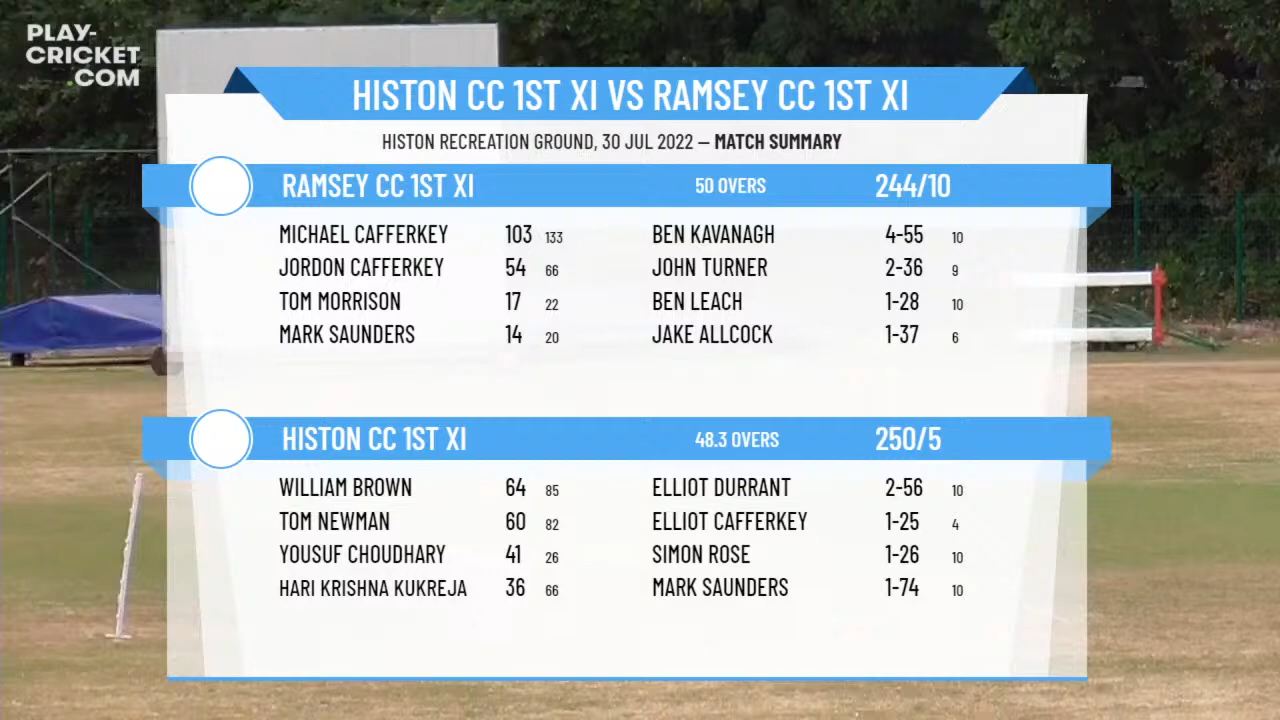 PLAY-
CRICKET
.COM
HISTON CC 1ST XI VS RAMSEY CC 1ST XI
HISTON RECREATION GROUND, 30 JUL 2022 – MATCH SUMMARY
RAMSEY CC 1ST XI 50 OVERS 244/10
MICHAEL CAFFERKEY 103 133 BEN KAVANAGH 4-55 10
JORDON CAFFERKEY 54 66 JOHN TURNER 2-36 9
TOM MORRISON 17 22 BEN LEACH 1-28 10
MARK SAUNDERS 14 20 JAKE ALLCOCK 1-37 6
HISTON CC 1ST XI 48.3 OVERS 250/5
WILLIAM BROWN 64 85 ELLIOT DURRANT 2-56 10
TOM NEWMAN 60 82 ELLIOT CAFFERKEY 1-25 4
YOUSUF CHOUDHARY 41 26 SIMON ROSE 1-26 10
HARI KRISHNA KUKREJA 36 66 MARK SAUNDERS 1-74 10